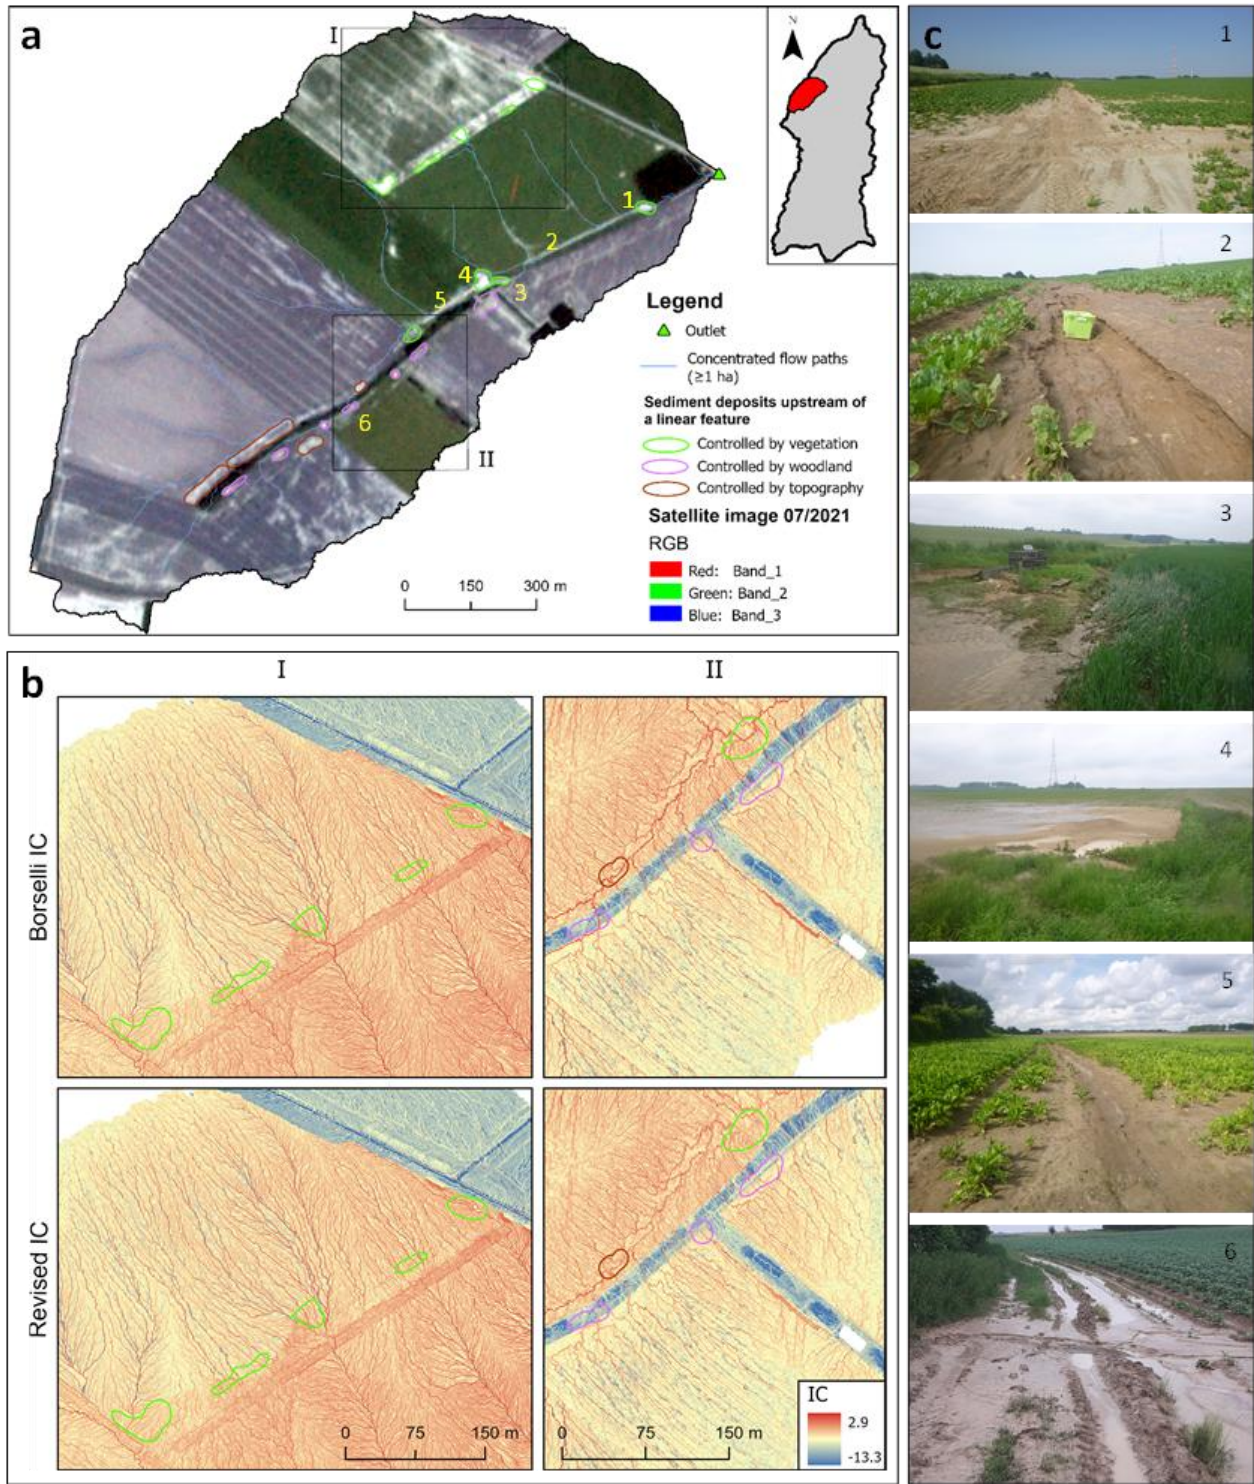 a
I
N
1
2
4
3
5
6
II
Legend
Outlet
Concentrated flow paths
(≥1 ha)
Sediment deposits upstream of
a linear feature
Controlled by vegetation
Controlled by woodland
Controlled by topography
Satellite image 07/2021
RGB
Red: Band_1
Green: Band_2
Blue: Band_3
0 150 300 m
b
I
II
Borselli IC
Revised IC
0 75 150 m
0 75 150 m
IC
2.9
-13.3
c
1
2
3
4
5
6